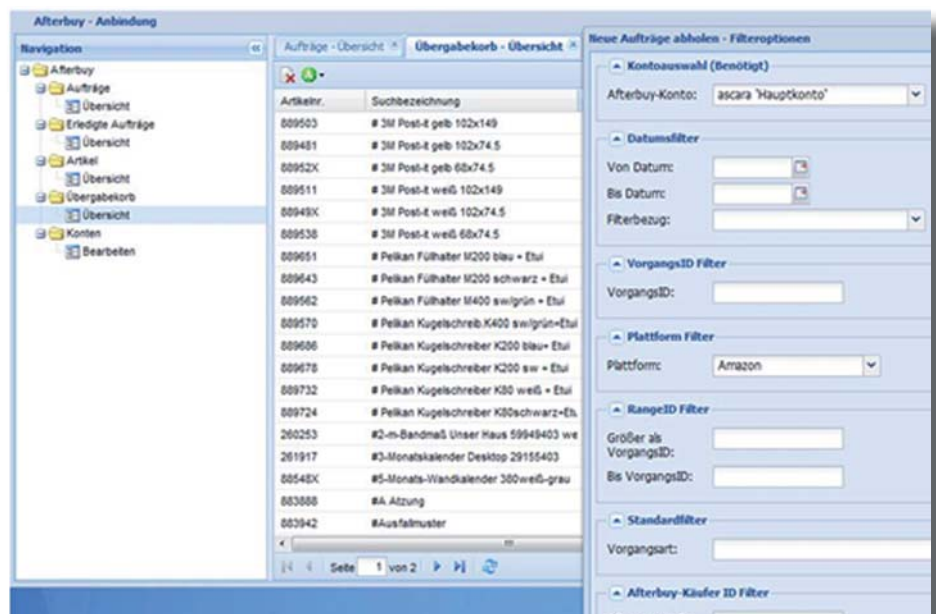 Afterbuy - Anbindung
Navigation
Afterbuy
Aufträge
Übersicht
Erledigte Aufträge
Übersicht
Artikel
Übersicht
Übergabekorb
Übersicht
Konten
Bearbeiten
Aufträge - Übersicht
Übergabekorb - Übersicht
Artikelnr. Suchbezeichnung
889503 # 3M Post-it gelb 102x149
889481 # 3M Post-it gelb 102x74.5
88952X # 3M Post-it gelb 68x74.5
889511 # 3M Post-it weiß 102x149
88949X # 3M Post-it weiß 102x74.5
889538 # 3M Post-it weiß 68x74.5
889651 # Pelikan Füllhalter M200 blau + Etui
889643 # Pelikan Füllhalter M200 schwarz + Etui
889562 # Pelikan Füllhalter M400 sw/grün + Etui
889570 # Pelikan Kugelschreib.K400 sw/grün+Etui
889686 # Pelikan Kugelschreiber K200 blau+ Etui
889678 # Pelikan Kugelschreiber K200 sw + Etui
889732 # Pelikan Kugelschreiber K80 weiß + Etui
889724 # Pelikan Kugelschreiber K80schwarz+Etu
260253 #2-m-Bandmaß Unser Haus 59949403 we
261917 #3-Monatskalender Desktop 29155403
88548X #5-Monats-Wandkalender 380weiß-grau
883888 #A Atzung
883942 #Ausfallmuster
Seite 1 von 2
Neue Aufträge abholen - Filteroptionen
Kontoauswahl (Benötigt)
Afterbuy-Konto: ascara 'Hauptkonto'
Datumsfilter
Von Datum:
Bis Datum:
Filterbezug:
VorgangsID Filter
VorgangsID:
Plattform Filter
Plattform: Amazon
RangeID Filter
Größer als
VorgangsID:
Bis VorgangsID:
Standardfilter
Vorgangsart:
Afterbuy-Käufer ID Filter